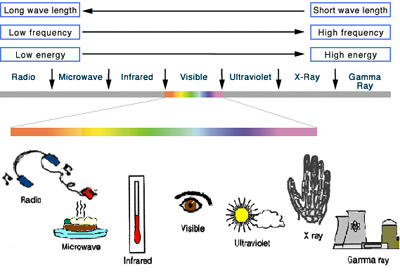 Long wave length
Short wave length
Low frequency
High frequency
Low energy
High energy
Radio
Microwave
Infrared
Visible
Ultraviolet
X-Ray
Gamma
Ray
Radio
Microwave
Infrared
Visible
Ultraviolet
X ray
Gamma ray